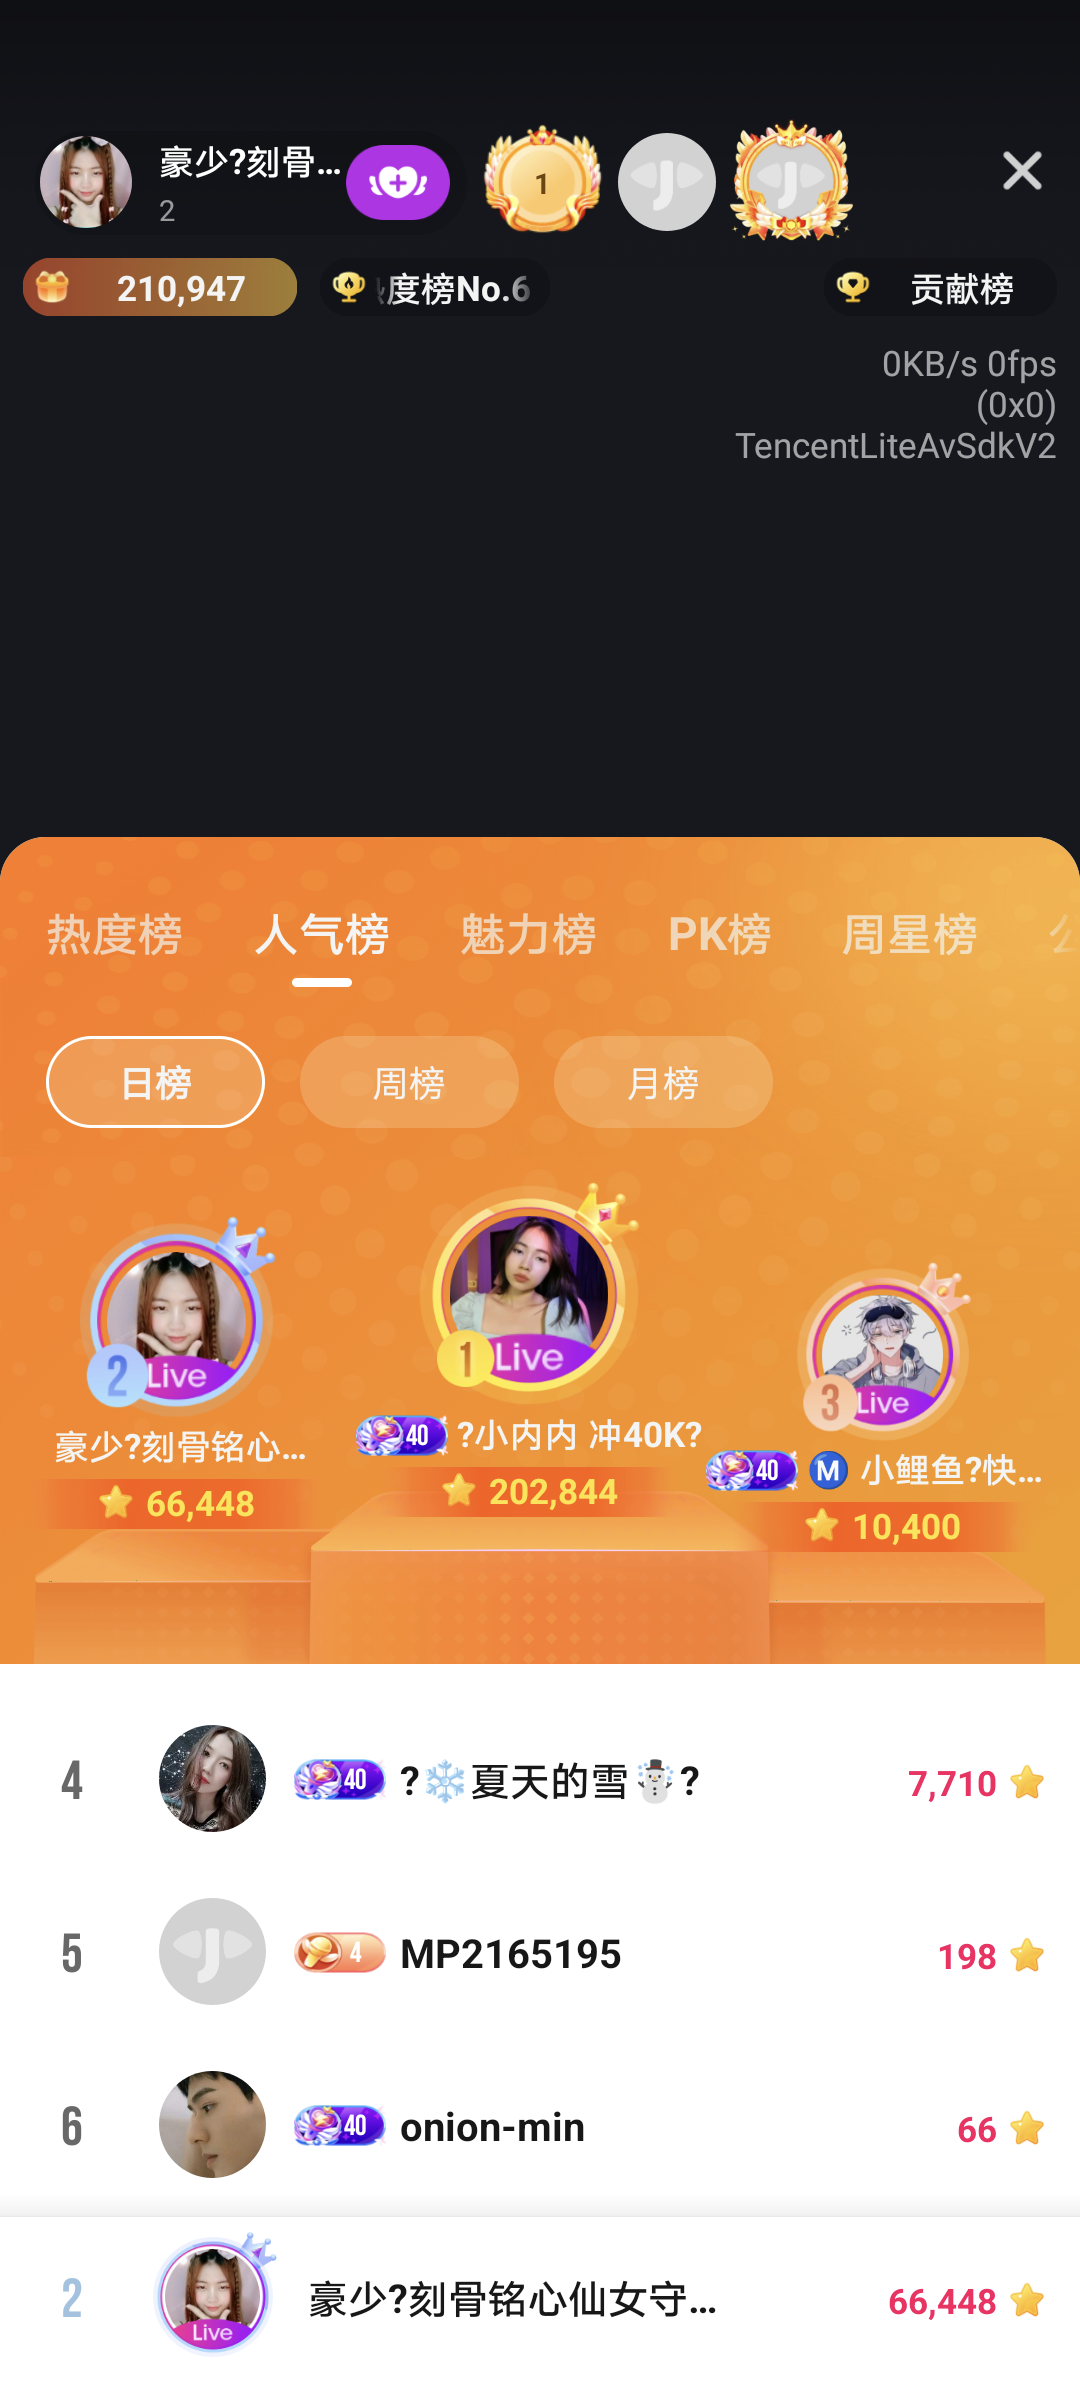 豪少?刻骨...
2
1
210,947
度榜No.6
贡献榜
0KB/s 0fps
(0x0)
TencentLiteAvSdkV2
热度榜 人气榜 魅力榜 PK榜 周星榜
日榜 周榜 月榜
2 Live
豪少?刻骨铭心...
66,448
1 Live
40 ?小内内 冲40K?
202,844
3 Live
40 M 小鲤鱼?快...
10,400
4 40 ?❄️夏天的雪☃️? 7,710
5 4 MP2165195 198
6 40 onion-min 66
2 Live 豪少?刻骨铭心仙女守... 66,448